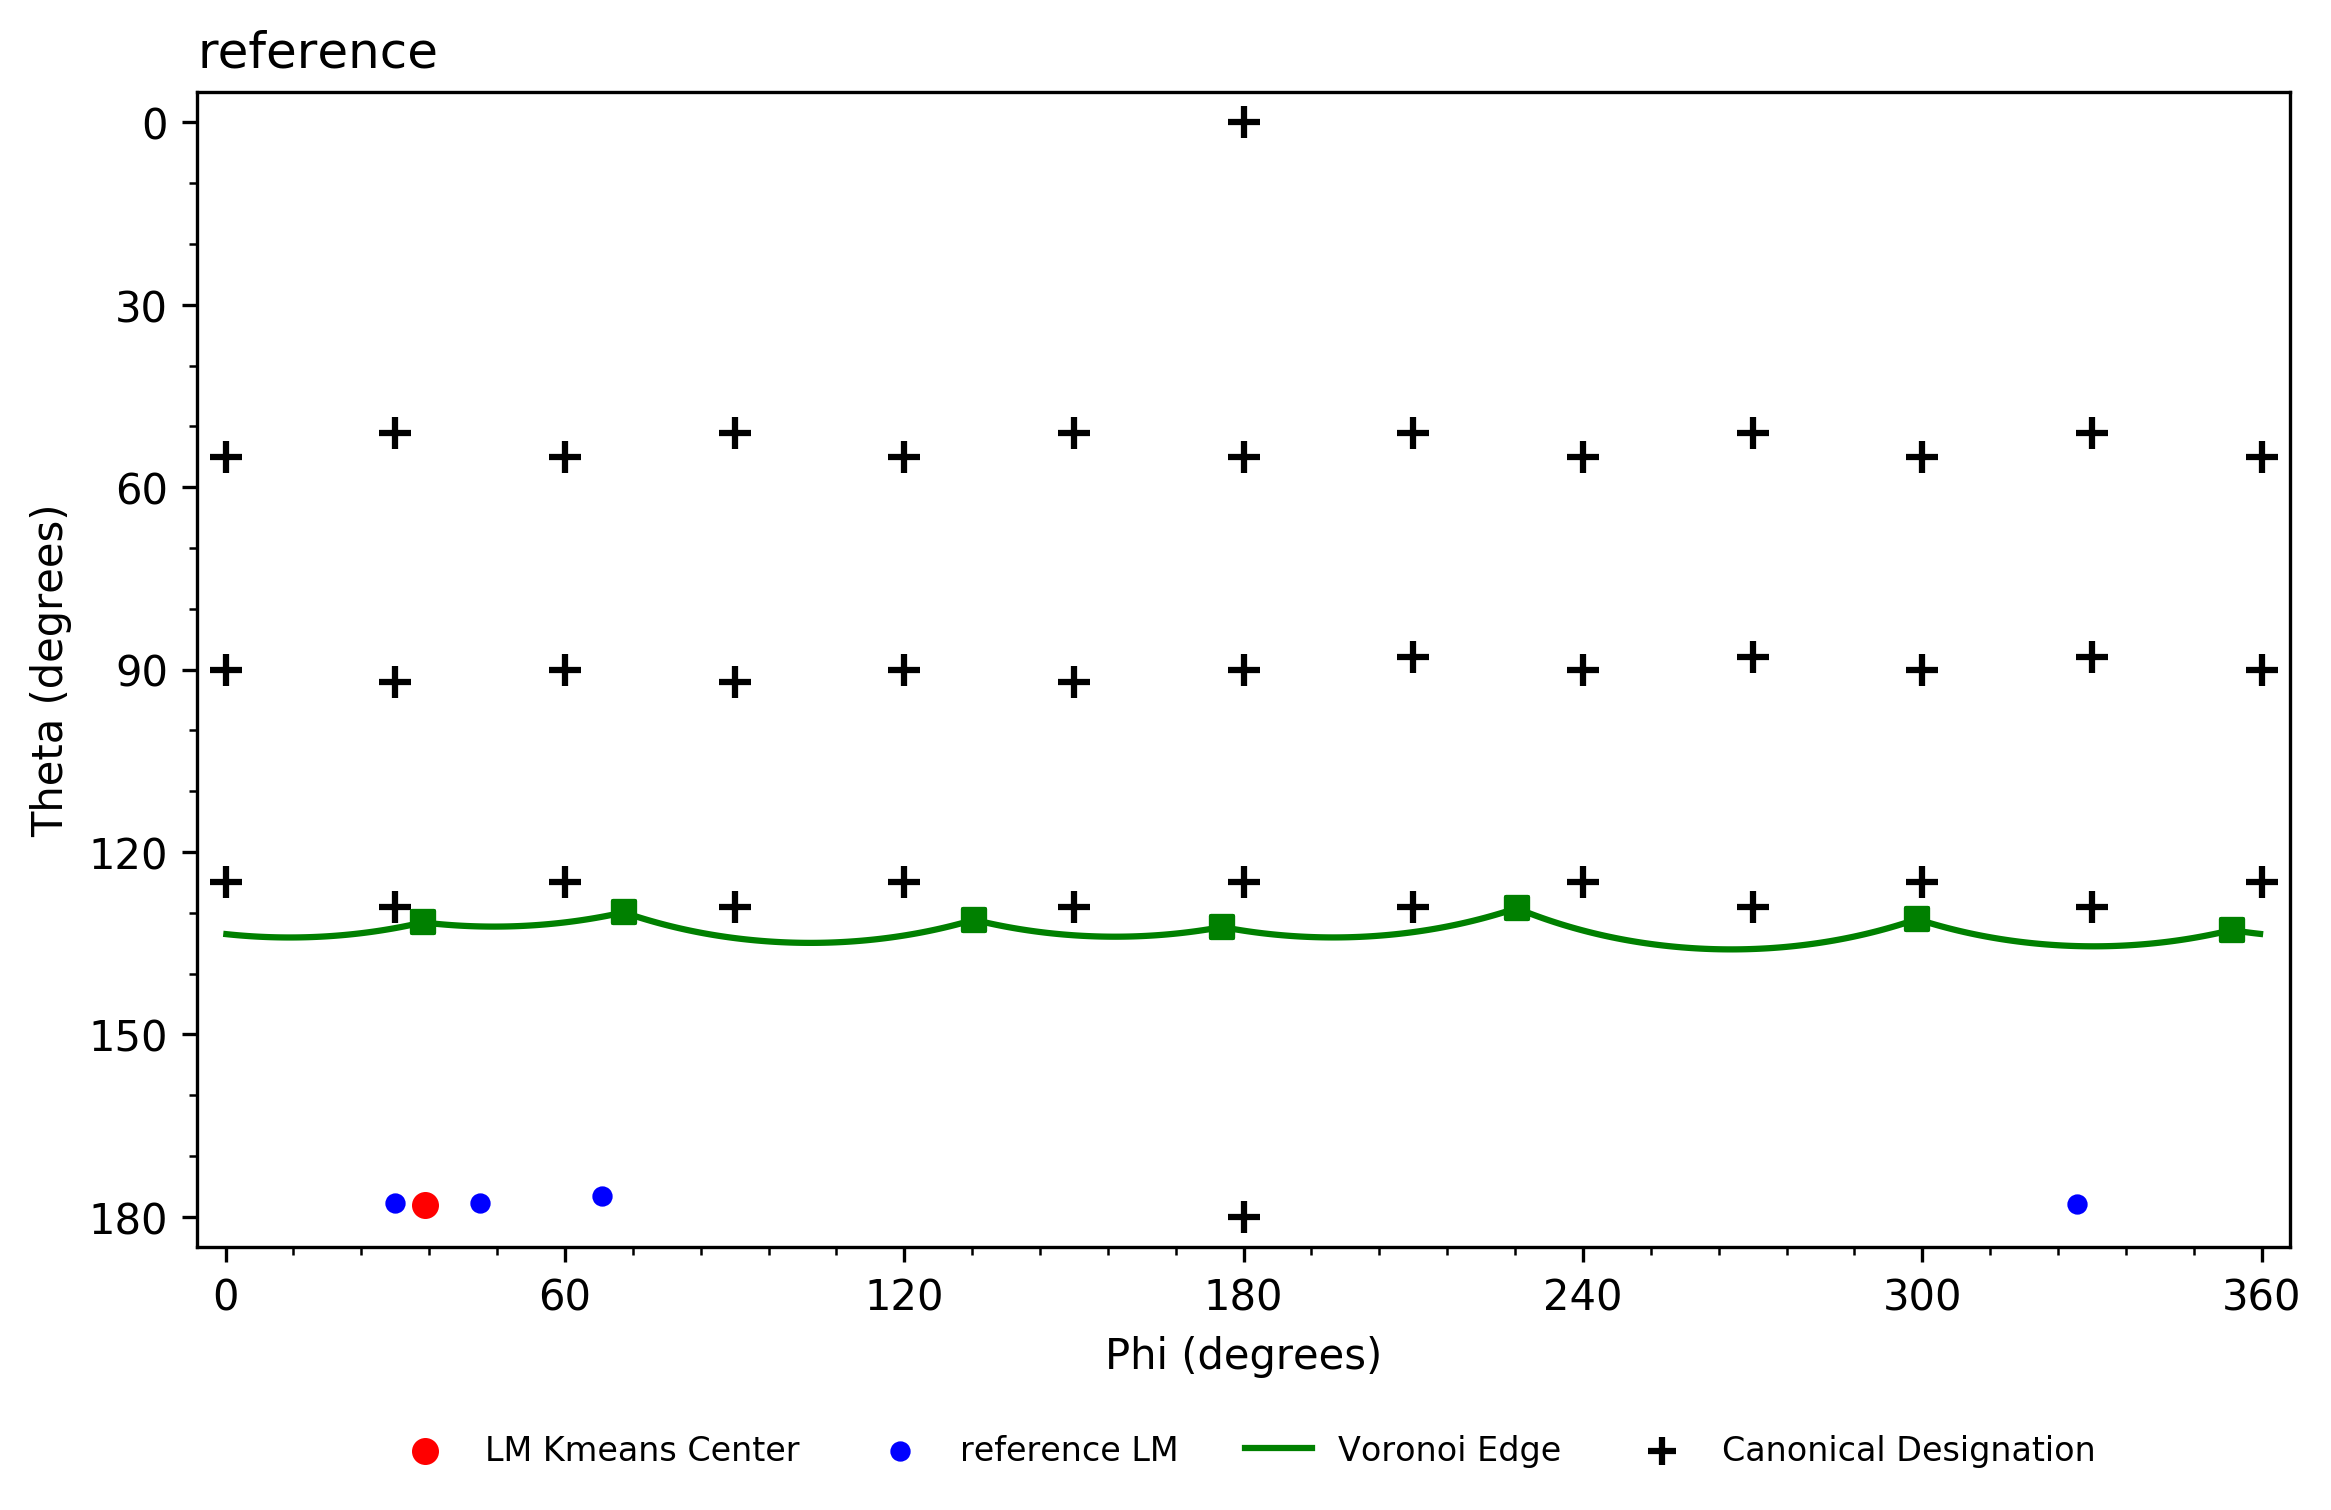 reference
0
30
60
90
120
150
180
Theta (degrees)
0 60 120 180 240 300 360
Phi (degrees)
LM Kmeans Center reference LM Voronoi Edge Canonical Designation